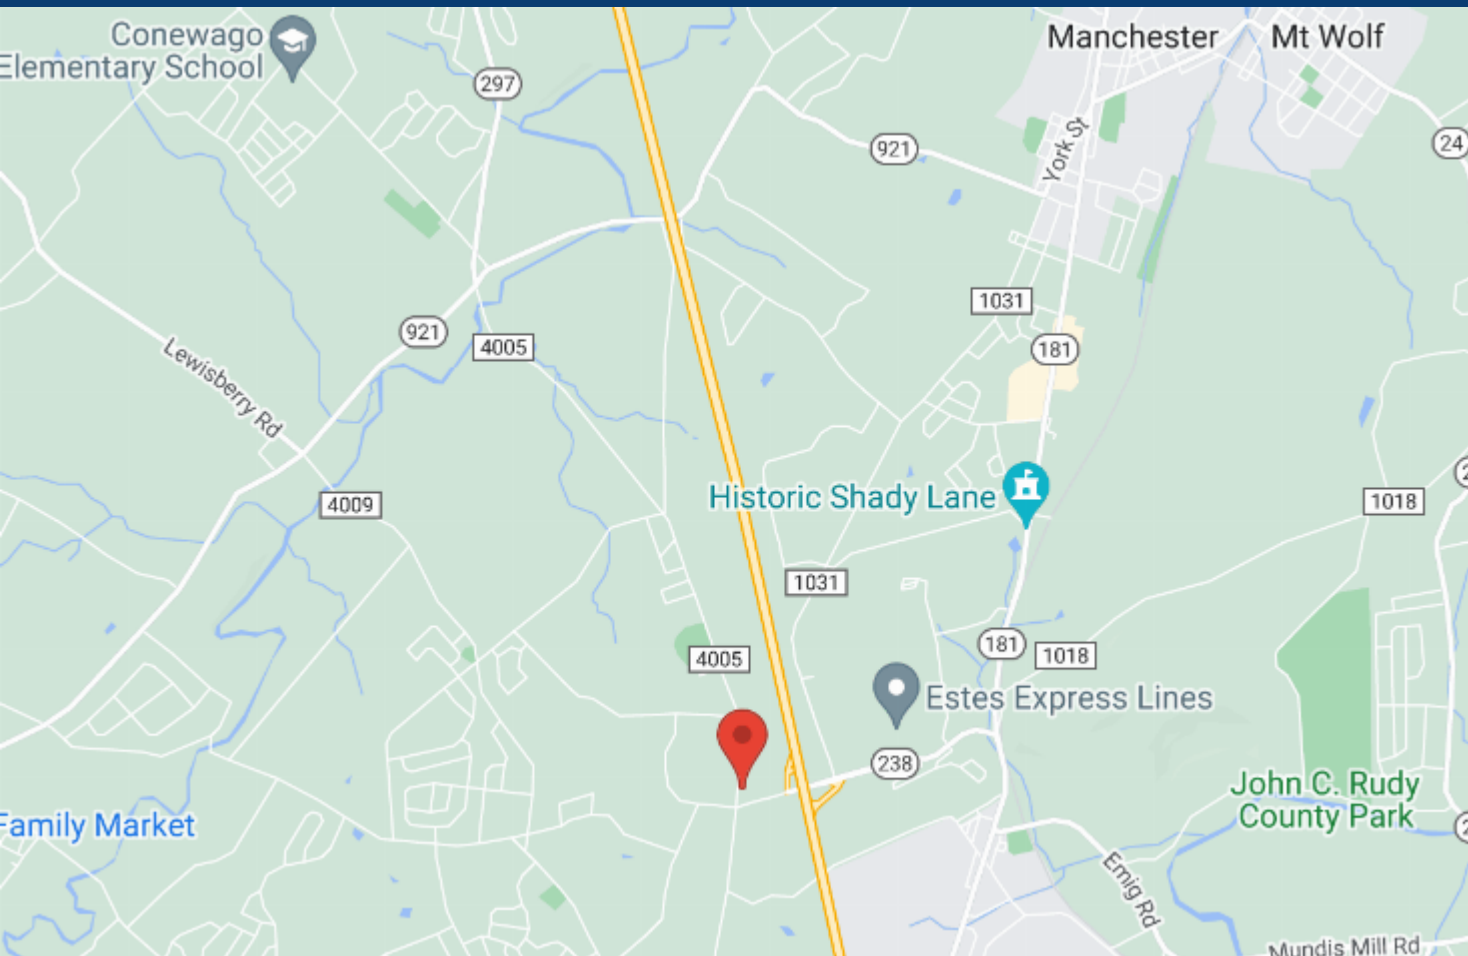 Conewago
Elementary School
Manchester
Mt Wolf
297
921
York St
24
1031
181
921
4005
Lewisberry Rd
Historic Shady Lane
4009
1018
1031
181
1018
4005
Estes Express Lines
238
John C. Rudy
County Park
Family Market
Emig Rd
Mundis Mill Rd